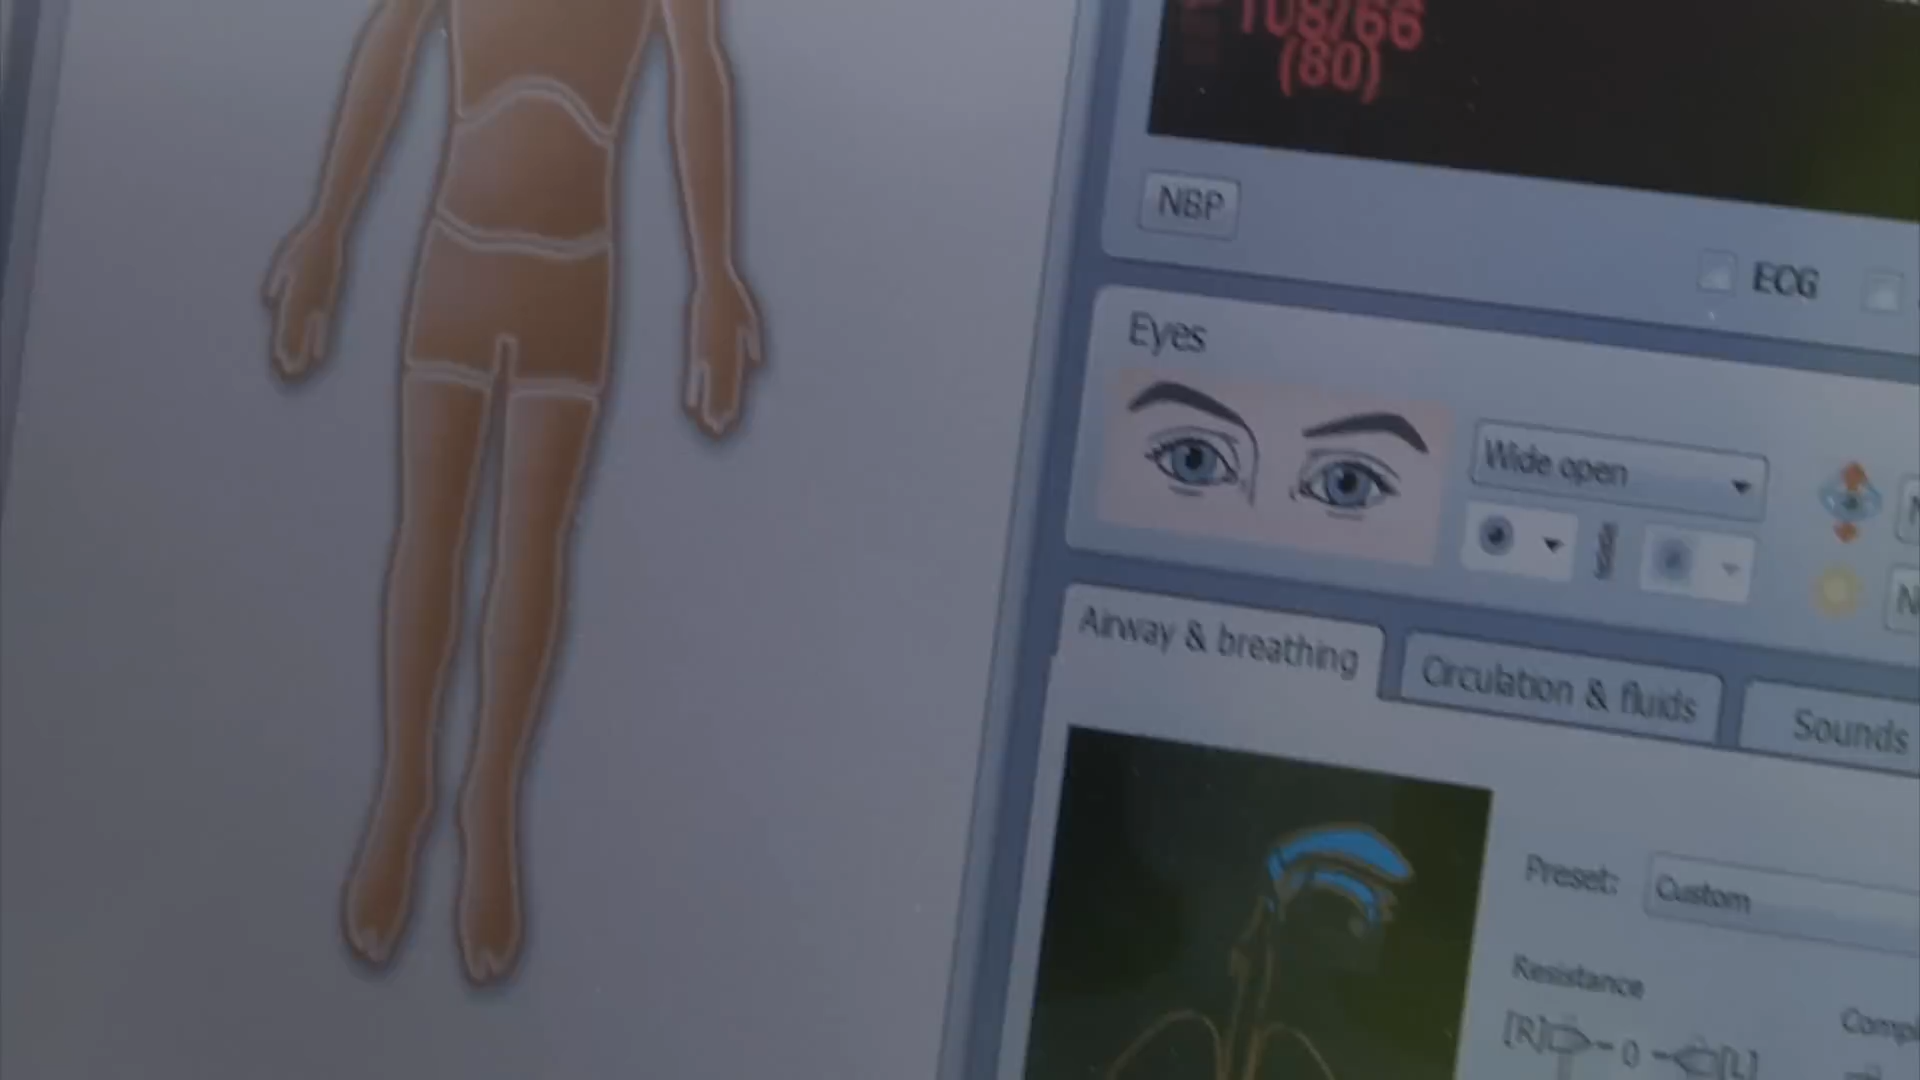 108/66
(80)
NBP
ECG
Eyes
Wide open
N
N
Airway & breathing
Circulation & fluids
Sounds
Preset:
Custom
Resistance
[R]
0
[L]